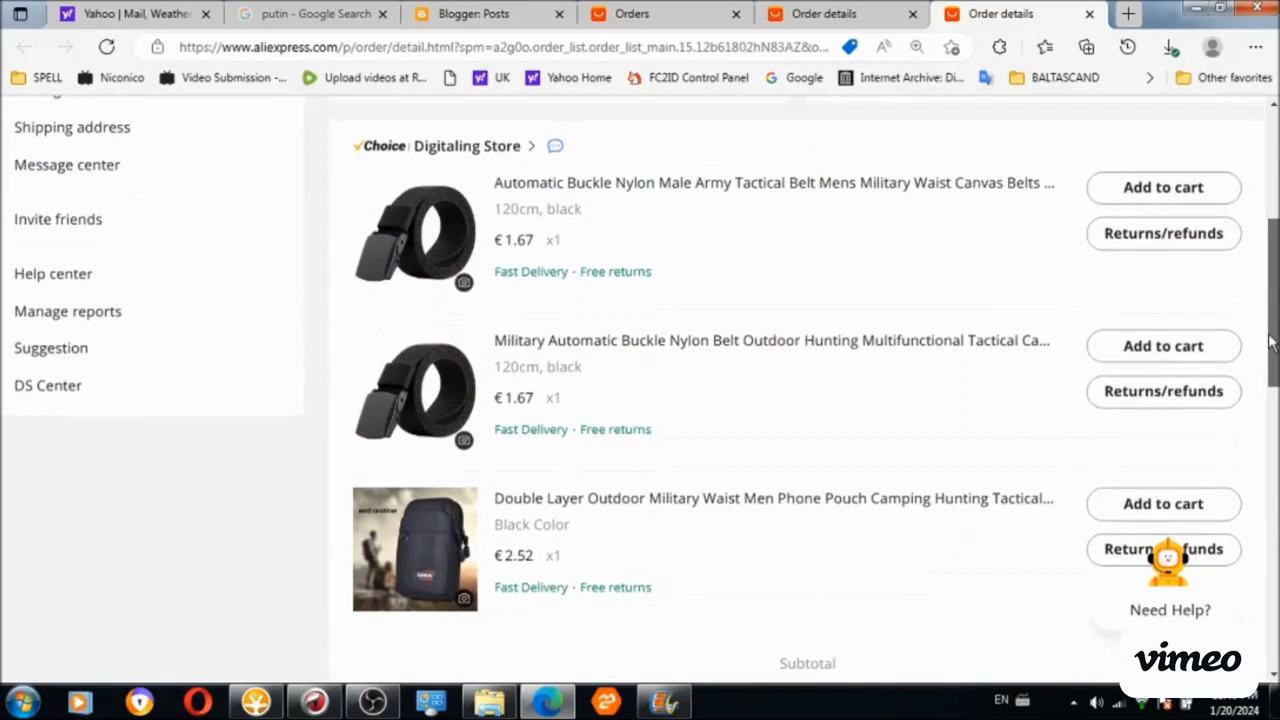 Yahoo | Mail, Weathe
putin - Google Search
Blogger: Posts
Orders
Order details
Order details
https://www.aliexpress.com/p/order/detail.html?spm=a2g0o.order_list.order_list_main.15.12b61802hN83AZ&o...
SPELL
Niconico
Video Submission -...
Upload videos at R...
UK
Yahoo Home
FC2ID Control Panel
Google
Internet Archive: Di...
BALTASCAND
Other favorites
Shipping address
Message center
Invite friends
Help center
Manage reports
Suggestion
DS Center
Choice | Digitaling Store >
Automatic Buckle Nylon Male Army Tactical Belt Mens Military Waist Canvas Belts ...
120cm, black
€1.67 x1
Fast Delivery · Free returns
Add to cart
Returns/refunds
Military Automatic Buckle Nylon Belt Outdoor Hunting Multifunctional Tactical Ca...
120cm, black
€1.67 x1
Fast Delivery · Free returns
Add to cart
Returns/refunds
Double Layer Outdoor Military Waist Men Phone Pouch Camping Hunting Tactical...
Black Color
€2.52 x1
Fast Delivery · Free returns
Add to cart
Return funds
Need Help?
Subtotal
vimeo
EN
1/20/2024